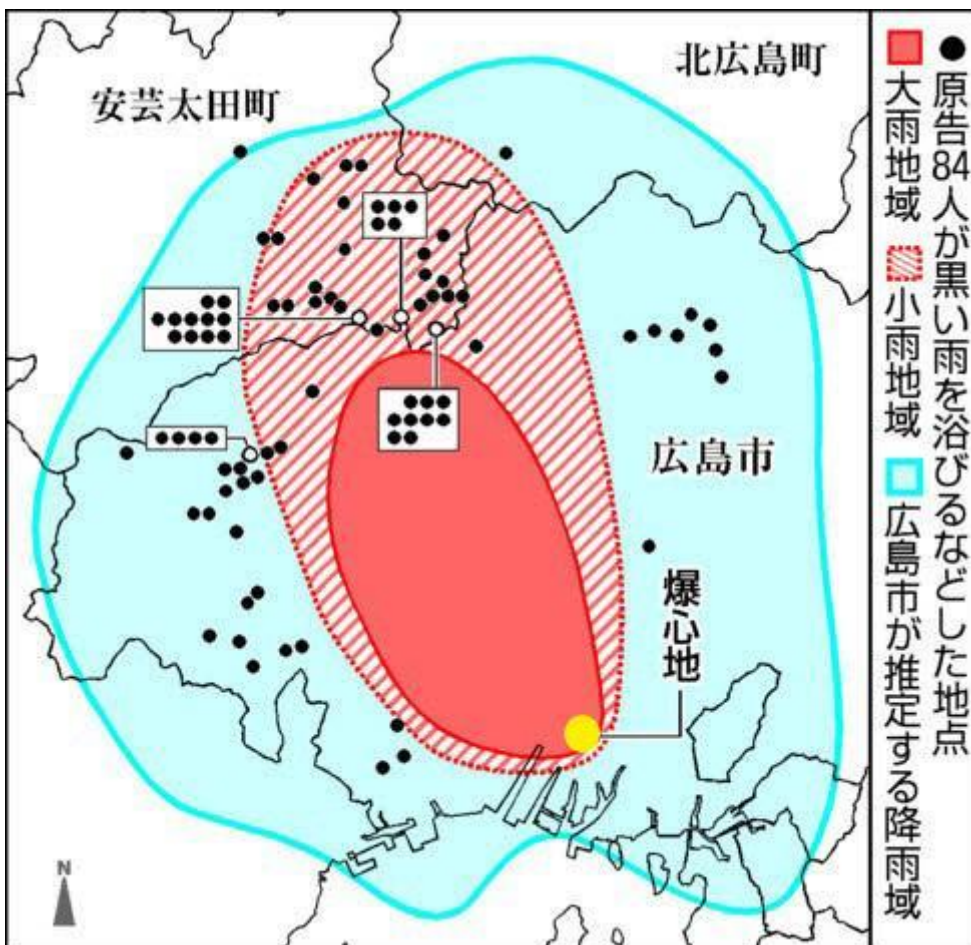 ●原告84人が黒い雨を浴びるなどした地点
大雨地域 小雨地域 広島市が推定する降雨域
北広島町
安芸太田町
広島市
爆心地
N